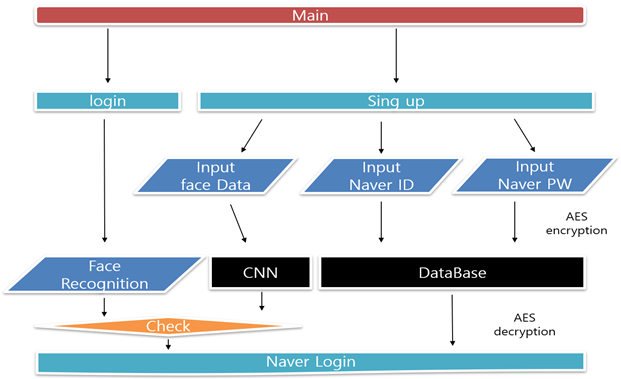 Main
login
Sing up
Input
face Data
Input
Naver ID
Input
Naver PW
AES
encryption
Face
Recognition
CNN
DataBase
Check
AES
decryption
Naver Login